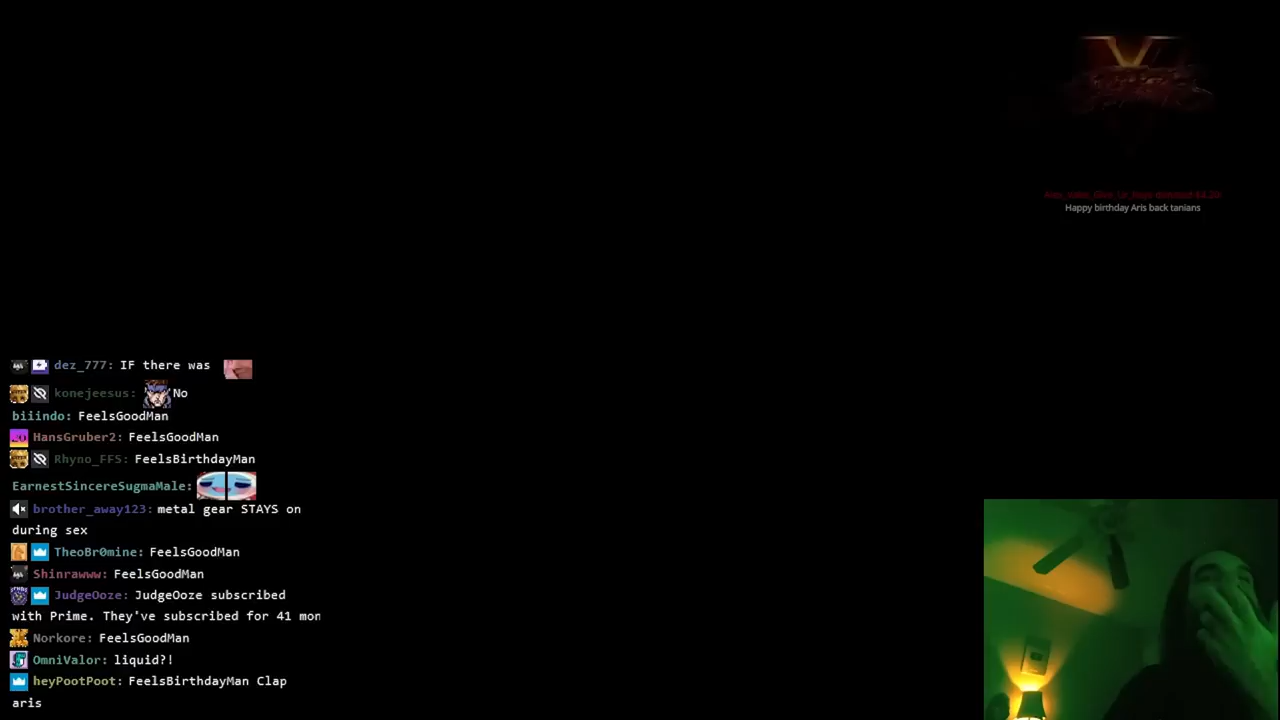 Happy birthday Aris back tanians
dez_777: IF there was
konejeesus: No
biiindo: FeelsGoodMan
HansGruber2: FeelsGoodMan
Rhyno_FFS: FeelsBirthdayMan
EarnestSincereSugmaMale:
brother_away123: metal gear STAYS on
during sex
TheoBr0mine: FeelsGoodMan
Shinrawww: FeelsGoodMan
JudgeOoze: JudgeOoze subscribed
with Prime. They've subscribed for 41 mon
Norkore: FeelsGoodMan
OmniValor: liquid?!
heyPootPoot: FeelsBirthdayMan Clap
aris